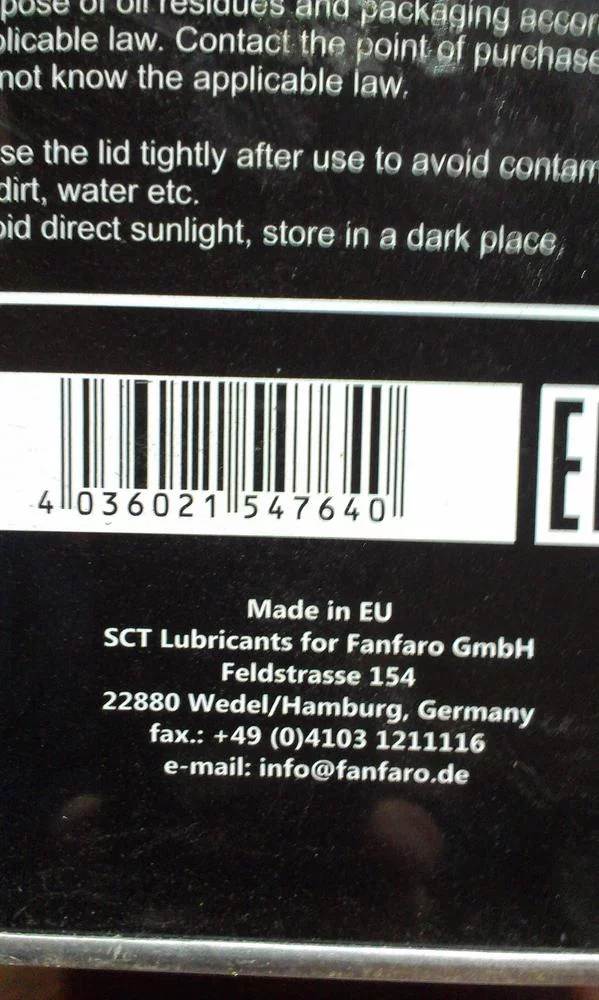 pose of oil residues and packaging accor
plicable law. Contact the point of purchase
not know the applicable law.
se the lid tightly after use to avoid contam
dirt, water etc.
oid direct sunlight, store in a dark place.
4 036021 547640
E
Made in EU
SCT Lubricants for Fanfaro GmbH
Feldstrasse 154
22880 Wedel/Hamburg, Germany
fax.: +49 (0)4103 1211116
e-mail: info@fanfaro.de